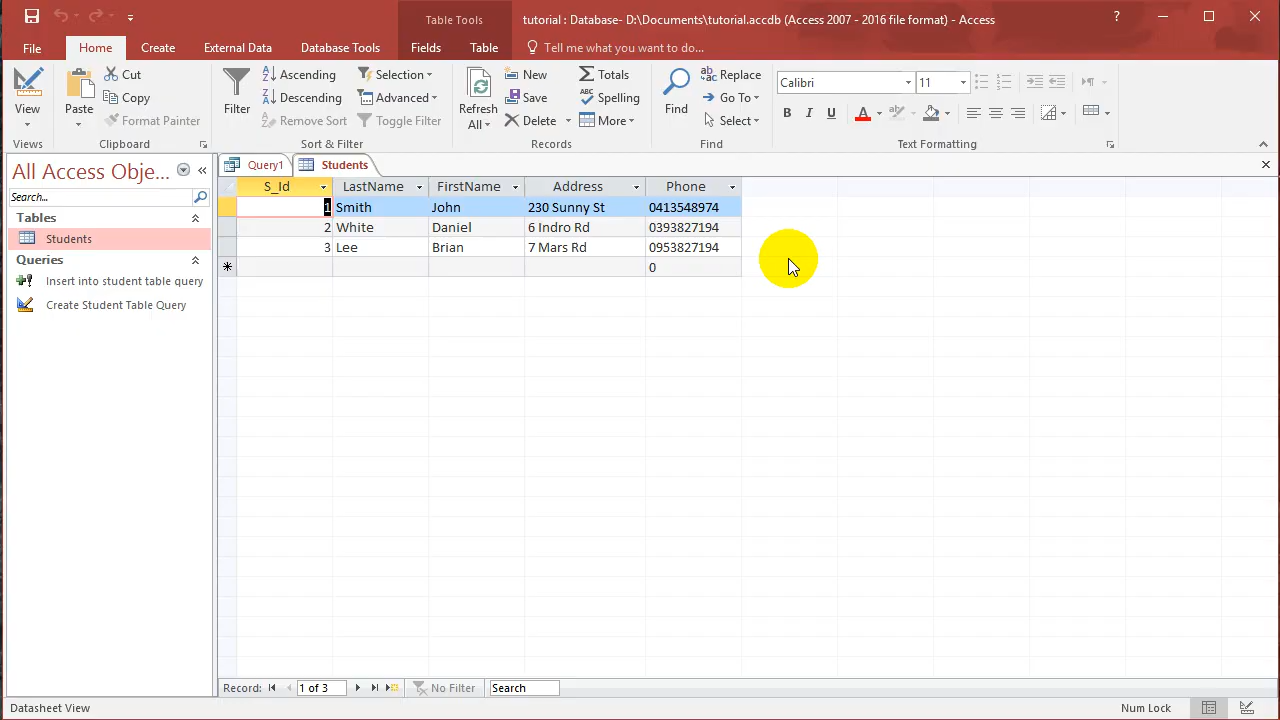 Table Tools
tutorial : Database- D:\Documents\tutorial.accdb (Access 2007 - 2016 file format) - Access
?
File Home Create External Data Database Tools Fields Table Tell me what you want to do...
View
Views
Paste
Cut
Copy
Format Painter
Clipboard
Filter
Ascending
Descending
Remove Sort
Selection
Advanced
Toggle Filter
Sort & Filter
Refresh
All
New
Save
Delete
Totals
Spelling
More
Records
Find
Replace
Go To
Select
Find
Calibri 11
B I U A
Text Formatting
All Access Obje...
Search...
Tables
Students
Queries
Insert into student table query
Create Student Table Query
Query1 Students
S_Id LastName FirstName Address Phone
1 Smith John 230 Sunny St 0413548974
2 White Daniel 6 Indro Rd 0393827194
3 Lee Brian 7 Mars Rd 0953827194
* 0
Record: 1 of 3 No Filter Search
Datasheet View Num Lock